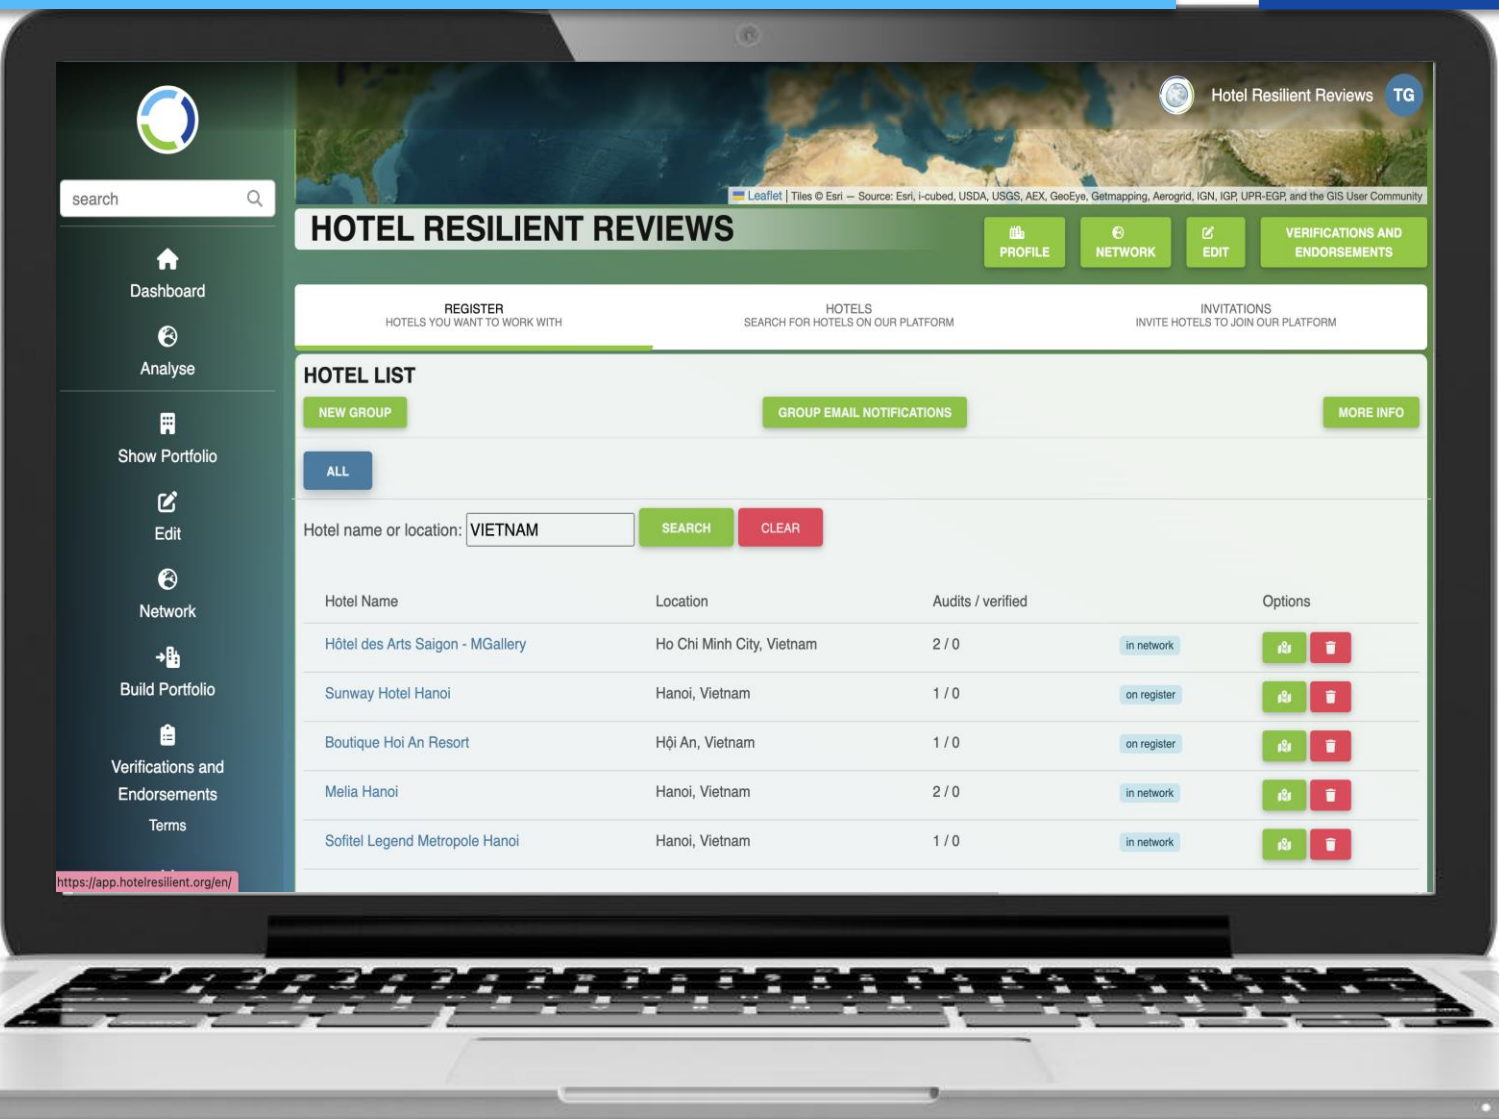 Hotel Resilient Reviews TG
search
Leaflet | Tiles © Esri — Source: Esri, i-cubed, USDA, USGS, AEX, GeoEye, Getmapping, Aerogrid, IGN, IGP, UPR-EGP, and the GIS User Community
HOTEL RESILIENT REVIEWS
PROFILE
NETWORK
EDIT
VERIFICATIONS AND
ENDORSEMENTS
Dashboard
Analyse
Show Portfolio
Edit
Network
Build Portfolio
Verifications and
Endorsements
Terms
https://app.hotelresilient.org/en/
REGISTER
HOTELS YOU WANT TO WORK WITH
HOTELS
SEARCH FOR HOTELS ON OUR PLATFORM
INVITATIONS
INVITE HOTELS TO JOIN OUR PLATFORM
HOTEL LIST
NEW GROUP
GROUP EMAIL NOTIFICATIONS
MORE INFO
ALL
Hotel name or location: VIETNAM SEARCH CLEAR
Hotel Name Location Audits / verified Options
Hôtel des Arts Saigon - MGallery Ho Chi Minh City, Vietnam 2 / 0 in network
Sunway Hotel Hanoi Hanoi, Vietnam 1 / 0 on register
Boutique Hoi An Resort Hội An, Vietnam 1 / 0 on register
Melia Hanoi Hanoi, Vietnam 2 / 0 in network
Sofitel Legend Metropole Hanoi Hanoi, Vietnam 1 / 0 in network